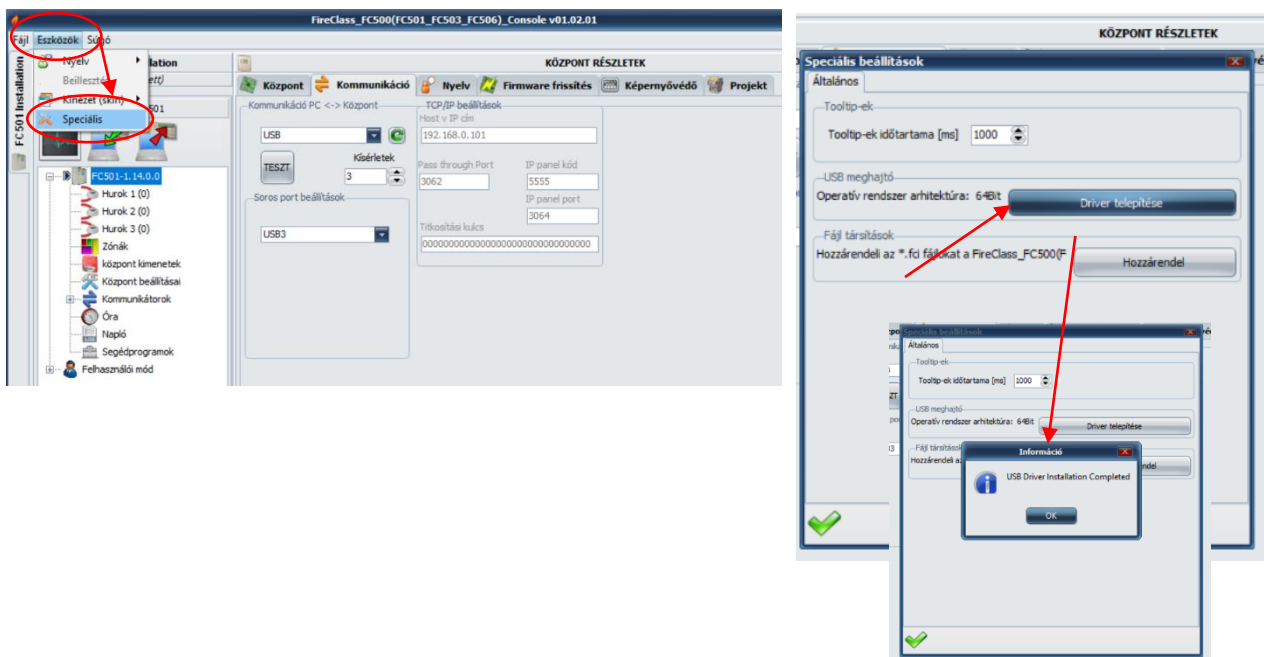 FireClass_FC500(FC501_FC503_FC506)_Console v01.02.01
Fájl Eszközök Súgó
Nyelv
Beillesztés
Kinézet (skin)
Speciális
FC501 Installation
KÖZPONT RÉSZLETEK
Központ Kommunikáció Nyelv Firmware frissítés Képernyővédő Projekt
Kommunikáció PC <-> Központ
USB
TESZT
Kísérletek
3
Soros port beállítások
USB3
TCP/IP beállítások
Host v IP cím
192.168.0.101
Pass through Port IP panel kód
3062 5555
IP panel port
3064
Titkosítási kulcs
00000000000000000000000000000000
FC501-1.14.0.0
Hurok 1 (0)
Hurok 2 (0)
Hurok 3 (0)
Zónák
központ kimenetek
Központ beállításai
Kommunikátorok
Óra
Napló
Segédprogramok
Felhasználói mód
KÖZPONT RÉSZLETEK
Speciális beállítások
Általános
Tooltip-ek
Tooltip-ek időtartama [ms] 1000
USB meghajtó
Operatív rendszer arhitektúra: 64Bit Driver telepítése
Fájl társítások
Hozzárendeli az *.fci fájlokat a FireClass_FC500(F Hozzárendel
Speciális beállítások
Általános
Tooltip-ek
Tooltip-ek időtartama [ms] 1000
USB meghajtó
Operatív rendszer arhitektúra: 64Bit Driver telepítése
Fájl társítások
Hozzárendeli az
Információ
USB Driver Installation Completed
OK